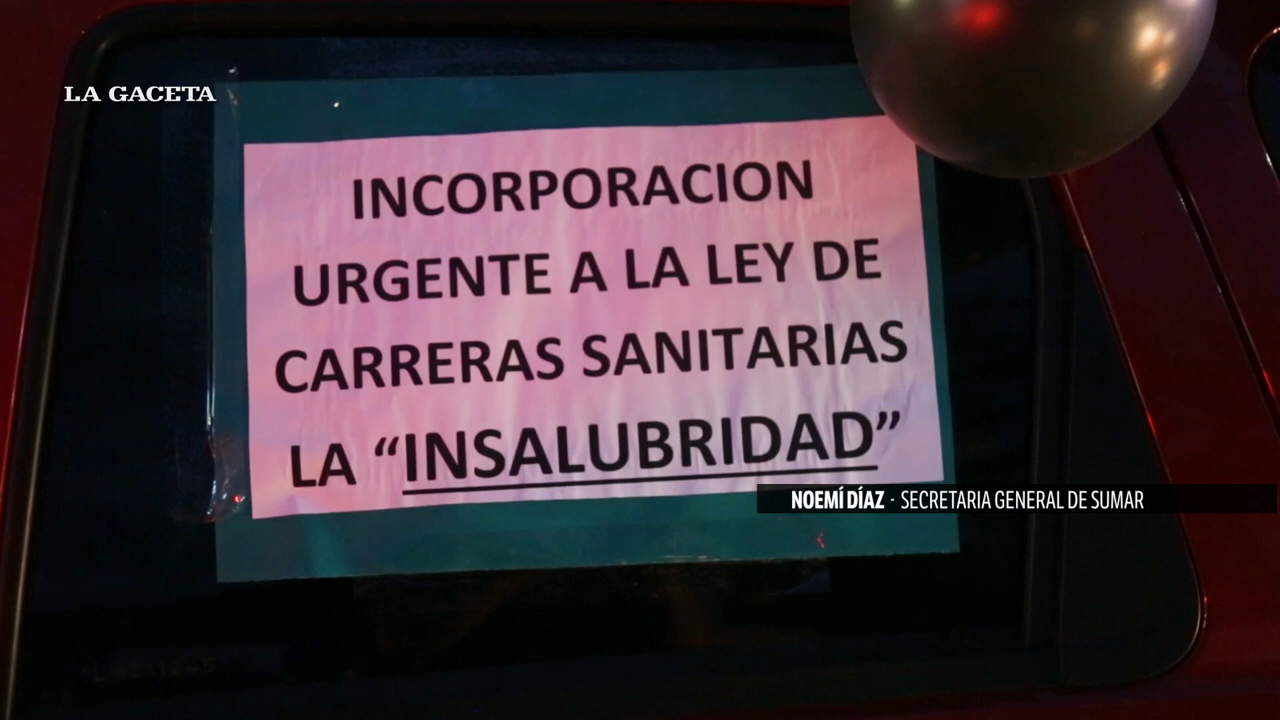 LA GACETA
INCORPORACION
URGENTE A LA LEY DE
CARRERAS SANITARIAS
LA “INSALUBRIDAD”
NOEMÍ DÍAZ - SECRETARIA GENERAL DE SUMAR